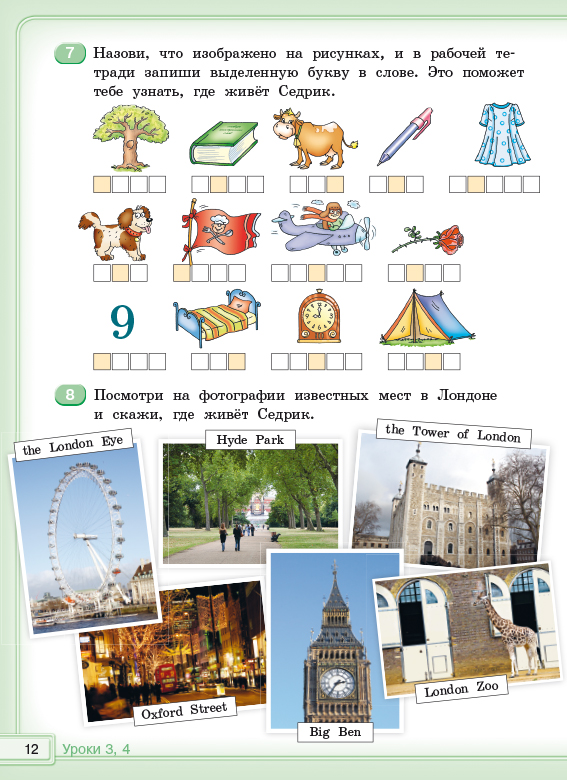 7 Назови, что изображено на рисунках, и в рабочей те-
тради запиши выделенную букву в слове. Это поможет
тебе узнать, где живёт Седрик.
9
8 Посмотри на фотографии известных мест в Лондоне
и скажи, где живёт Седрик.
the London Eye
Hyde Park
the Tower of London
Oxford Street
Big Ben
London Zoo
12 Уроки 3, 4